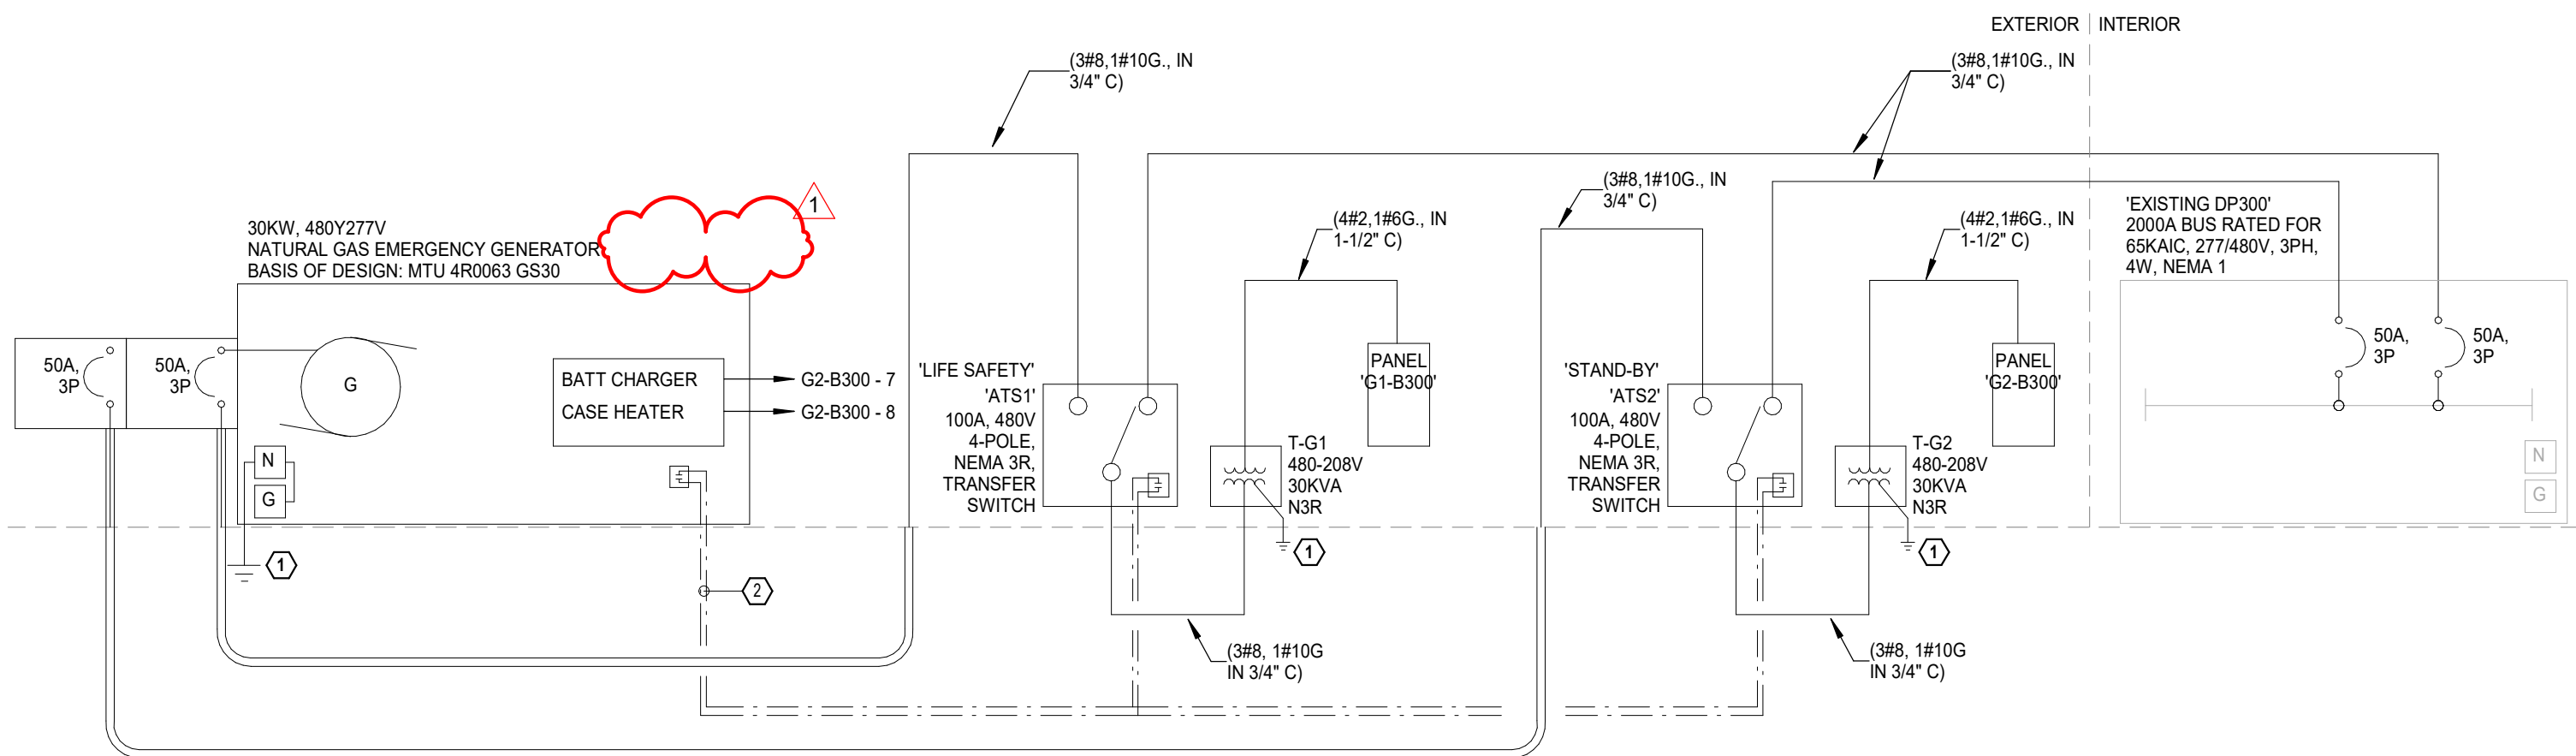 EXTERIOR
INTERIOR
(3#8,1#10G., IN
3/4" C)
(3#8,1#10G., IN
3/4" C)
1
30KW, 480Y277V
NATURAL GAS EMERGENCY GENERATOR
BASIS OF DESIGN: MTU 4R0063 GS30
(3#8,1#10G., IN
3/4" C)
(4#2,1#6G., IN
1-1/2" C)
(4#2,1#6G., IN
1-1/2" C)
'EXISTING DP300'
2000A BUS RATED FOR
65KAIC, 277/480V, 3PH,
4W, NEMA 1
50A,
3P
50A,
3P
G
BATT CHARGER
CASE HEATER
G2-B300 - 7
G2-B300 - 8
N
G
'LIFE SAFETY'
'ATS1'
100A, 480V
4-POLE,
NEMA 3R,
TRANSFER
SWITCH
PANEL
'G1-B300'
T-G1
480-208V
30KVA
N3R
'STAND-BY'
'ATS2'
100A, 480V
4-POLE,
NEMA 3R,
TRANSFER
SWITCH
PANEL
'G2-B300'
T-G2
480-208V
30KVA
N3R
50A,
3P
50A,
3P
N
G
1
2
1
1
(3#8, 1#10G
IN 3/4" C)
(3#8, 1#10G
IN 3/4" C)